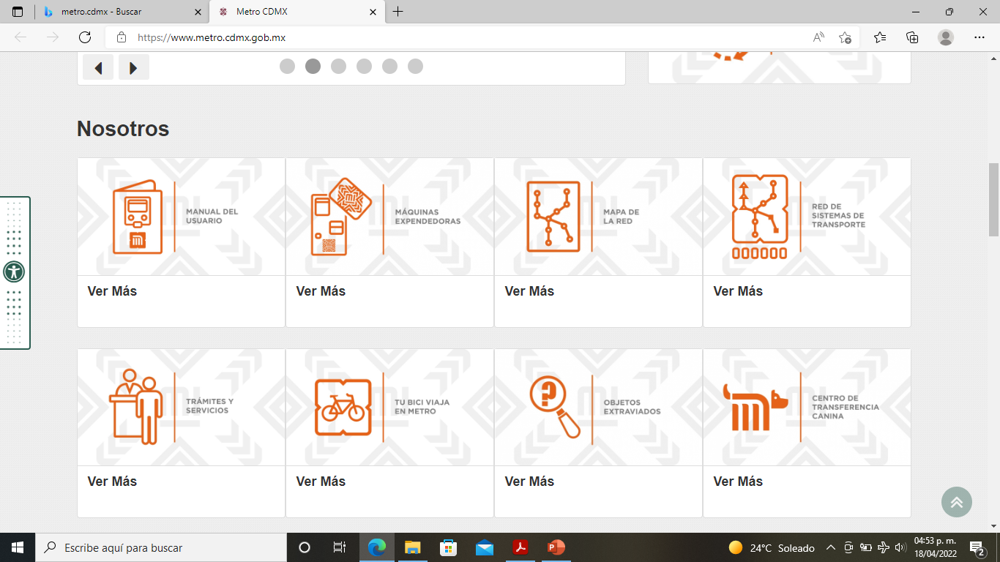 metro.cdmx - Buscar
Metro CDMX
https://www.metro.cdmx.gob.mx
Nosotros
MANUAL DEL
USUARIO
MÁQUINAS
EXPENDEDORAS
MAPA DE
LA RED
RED DE
SISTEMAS DE
TRANSPORTE
Ver Más
Ver Más
Ver Más
Ver Más
TRÁMITES Y
SERVICIOS
TU BICI VIAJA
EN METRO
OBJETOS
EXTRAVIADOS
CENTRO DE
TRANSFERENCIA
CANINA
Ver Más
Ver Más
Ver Más
Ver Más
Escribe aquí para buscar
24°C Soleado
04:53 p. m.
18/04/2022
2